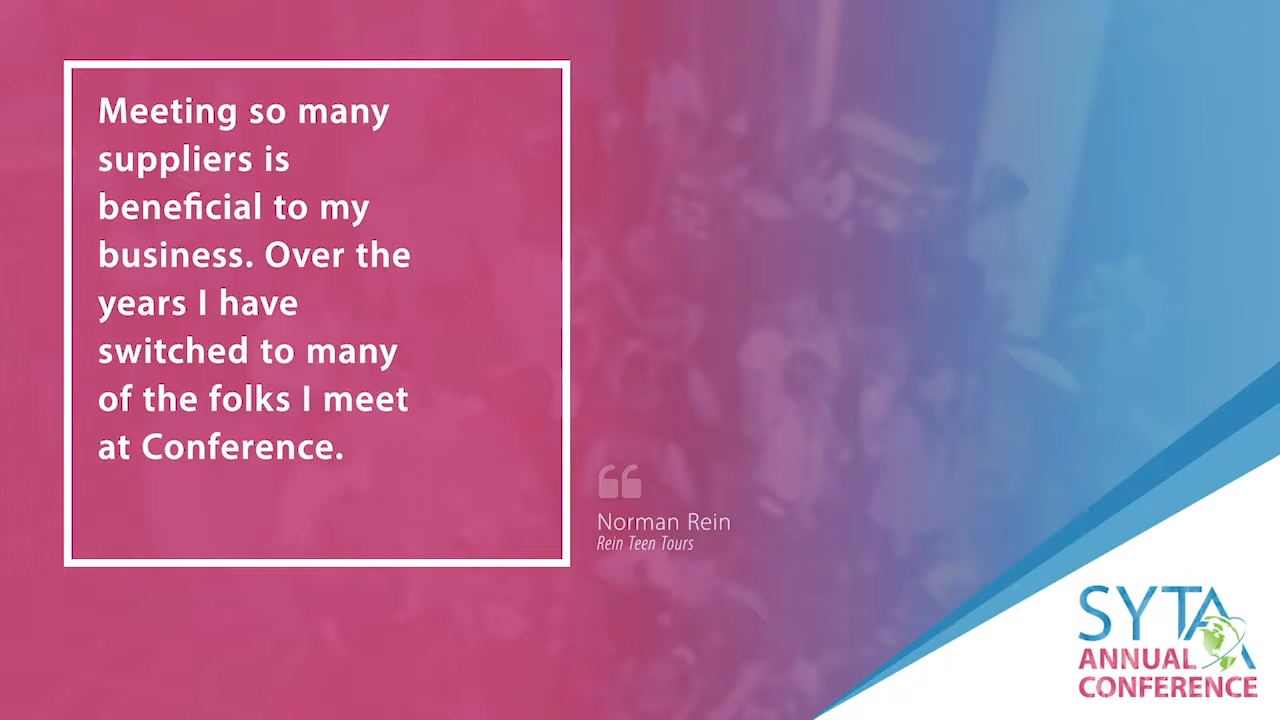 Meeting so many
suppliers is
beneficial to my
business. Over the
years I have
switched to many
of the folks I meet
at Conference.
“
Norman Rein
Rein Teen Tours
SYTA
ANNUAL
CONFERENCE